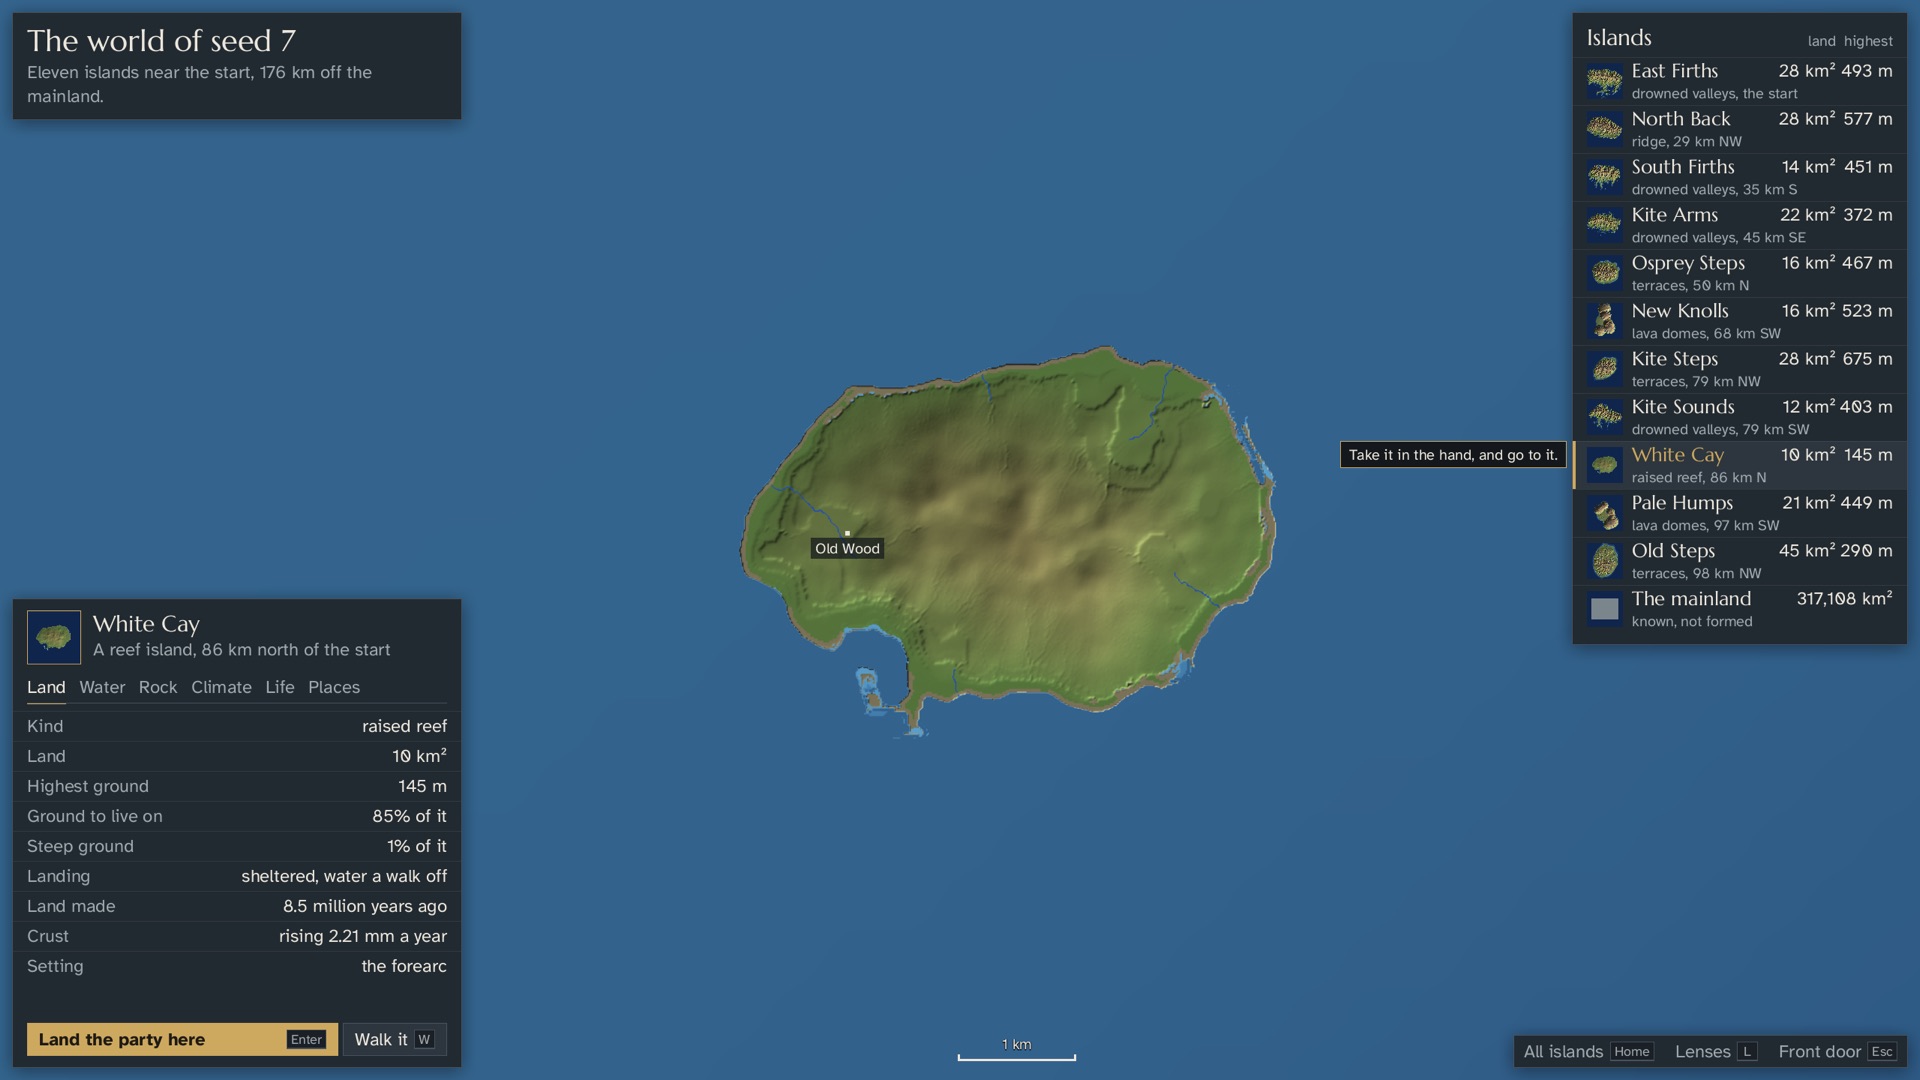 The world of seed 7
Eleven islands near the start, 176 km off the
mainland.
Islands
land highest
East Firths 28 km² 493 m
drowned valleys, the start
North Back 28 km² 577 m
ridge, 29 km NW
South Firths 14 km² 451 m
drowned valleys, 35 km S
Kite Arms 22 km² 372 m
drowned valleys, 45 km SE
Osprey Steps 16 km² 467 m
terraces, 50 km N
New Knolls 16 km² 523 m
lava domes, 68 km SW
Kite Steps 28 km² 675 m
terraces, 79 km NW
Kite Sounds 12 km² 403 m
drowned valleys, 79 km SW
Take it in the hand, and go to it.
White Cay 10 km² 145 m
raised reef, 86 km N
Pale Humps 21 km² 449 m
lava domes, 97 km SW
Old Steps 45 km² 290 m
terraces, 98 km NW
The mainland 317,108 km²
known, not formed
Old Wood
White Cay
A reef island, 86 km north of the start
Land Water Rock Climate Life Places
Kind raised reef
Land 10 km²
Highest ground 145 m
Ground to live on 85% of it
Steep ground 1% of it
Landing sheltered, water a walk off
Land made 8.5 million years ago
Crust rising 2.21 mm a year
Setting the forearc
Land the party here Enter
Walk it W
1 km
All islands Home Lenses L Front door Esc